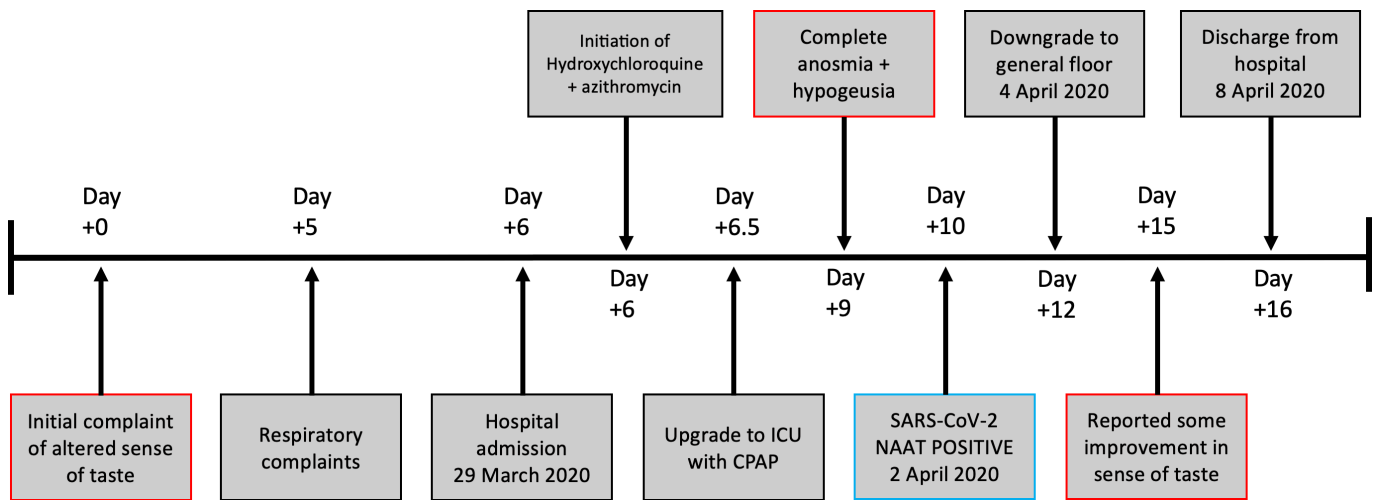 Initiation of
Hydroxychloroquine
+ azithromycin
Complete
anosmia +
hypogeusia
Downgrade to
general floor
4 April 2020
Discharge from
hospital
8 April 2020
Day
+0
Day
+5
Day
+6
Day
+6.5
Day
+10
Day
+15
Day
+6
Day
+9
Day
+12
Day
+16
Initial complaint
of altered sense
of taste
Respiratory
complaints
Hospital
admission
29 March 2020
Upgrade to ICU
with CPAP
SARS-CoV-2
NAAT POSITIVE
2 April 2020
Reported some
improvement in
sense of taste